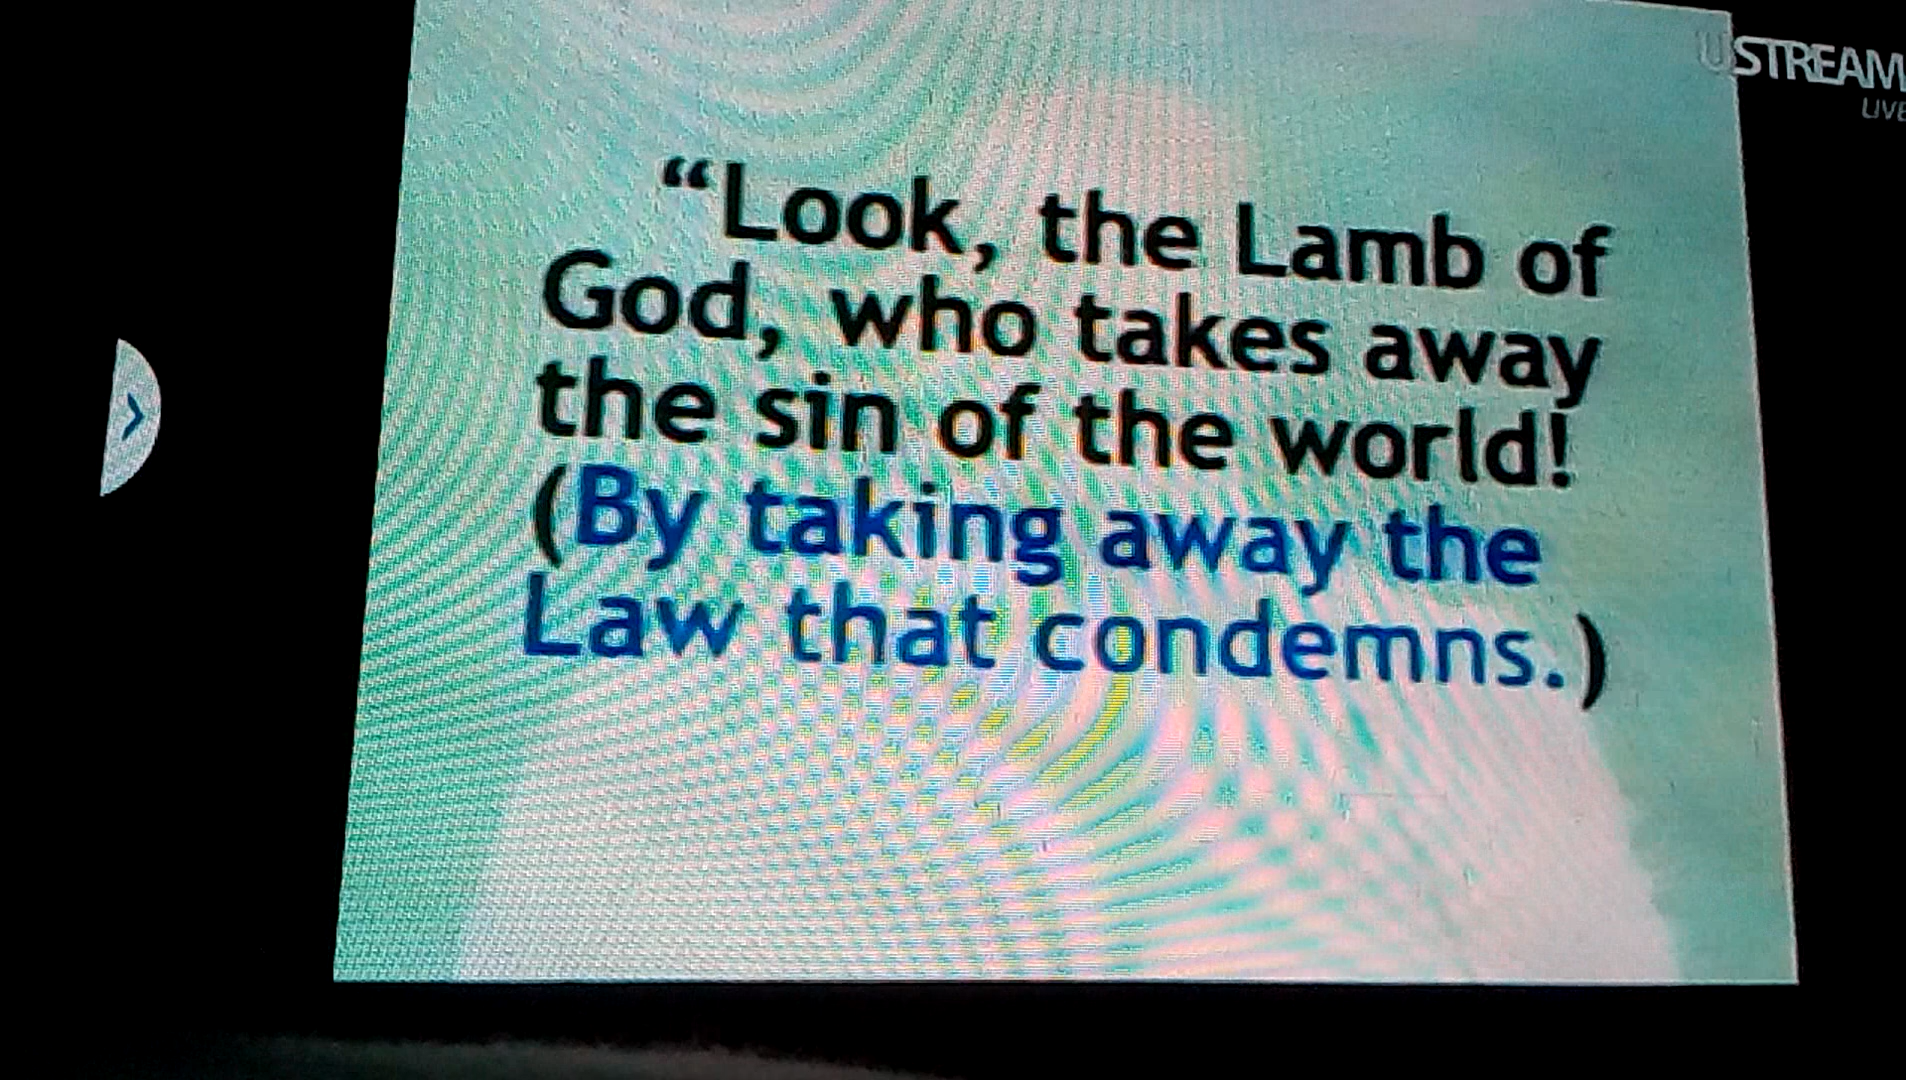 USTREAM
LIVE
“Look, the Lamb of
God, who takes away
the sin of the world!
(By taking away the
Law that condemns.)